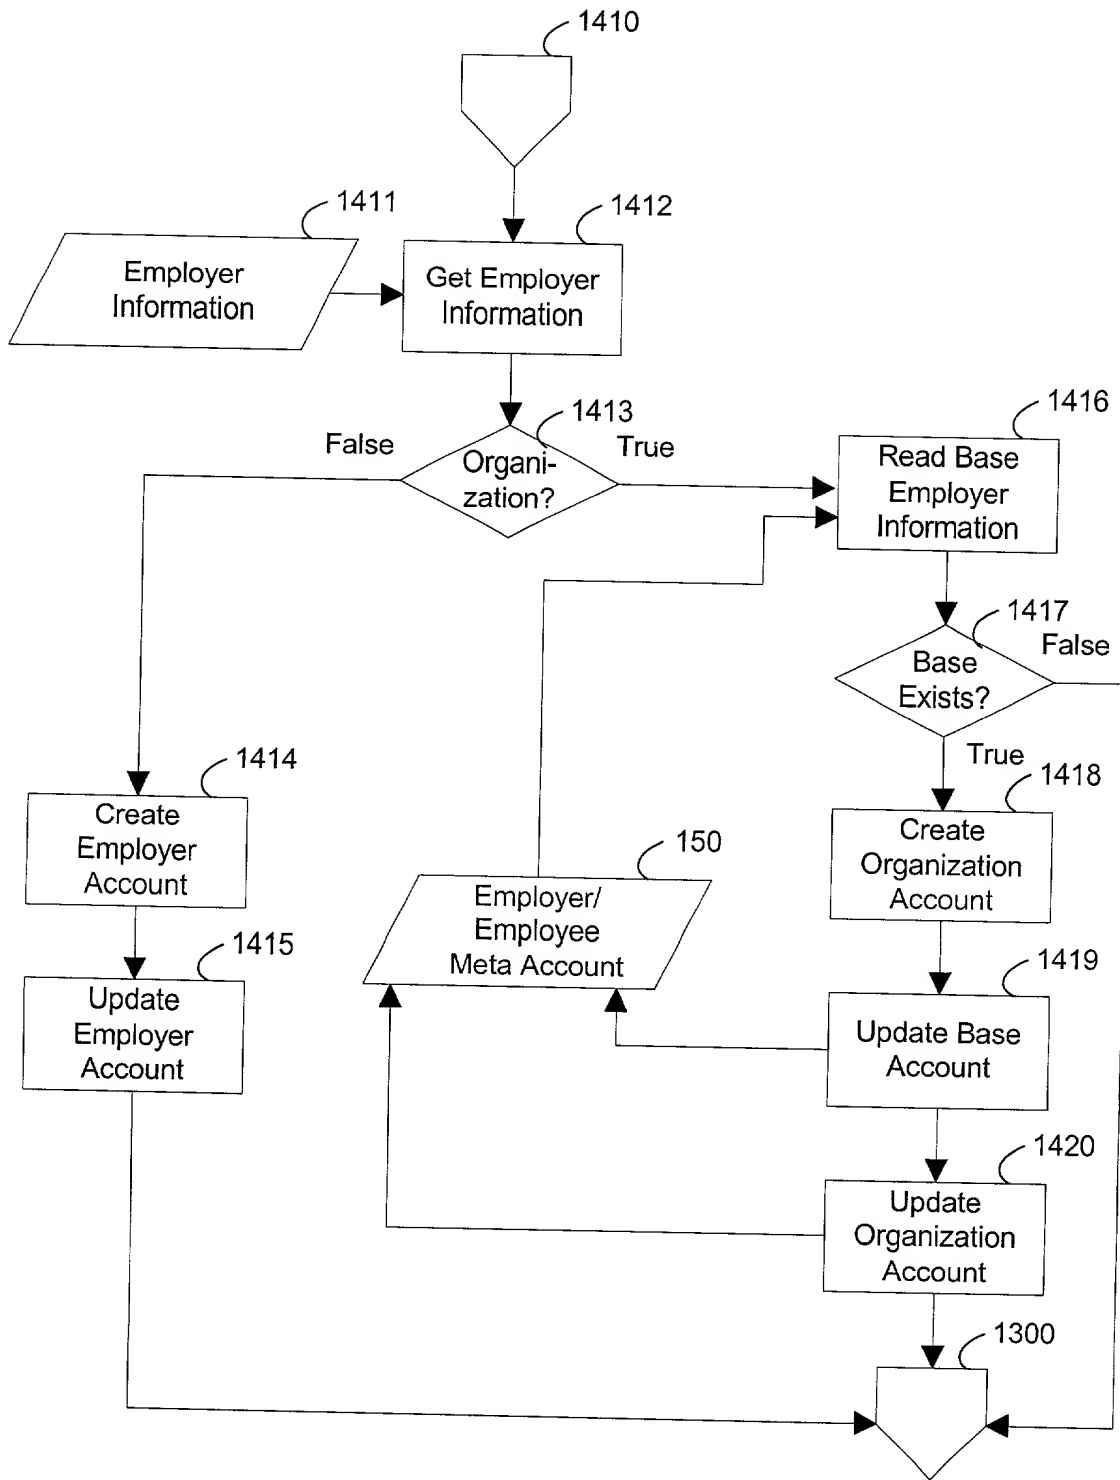 1410
1411
Employer
Information
1412
Get Employer
Information
1413
False
Organi-
zation?
True
1416
Read Base
Employer
Information
1417
Base
Exists?
False
True
1414
Create
Employer
Account
1415
Update
Employer
Account
150
Employer/
Employee
Meta Account
1418
Create
Organization
Account
1419
Update Base
Account
1420
Update
Organization
Account
1300